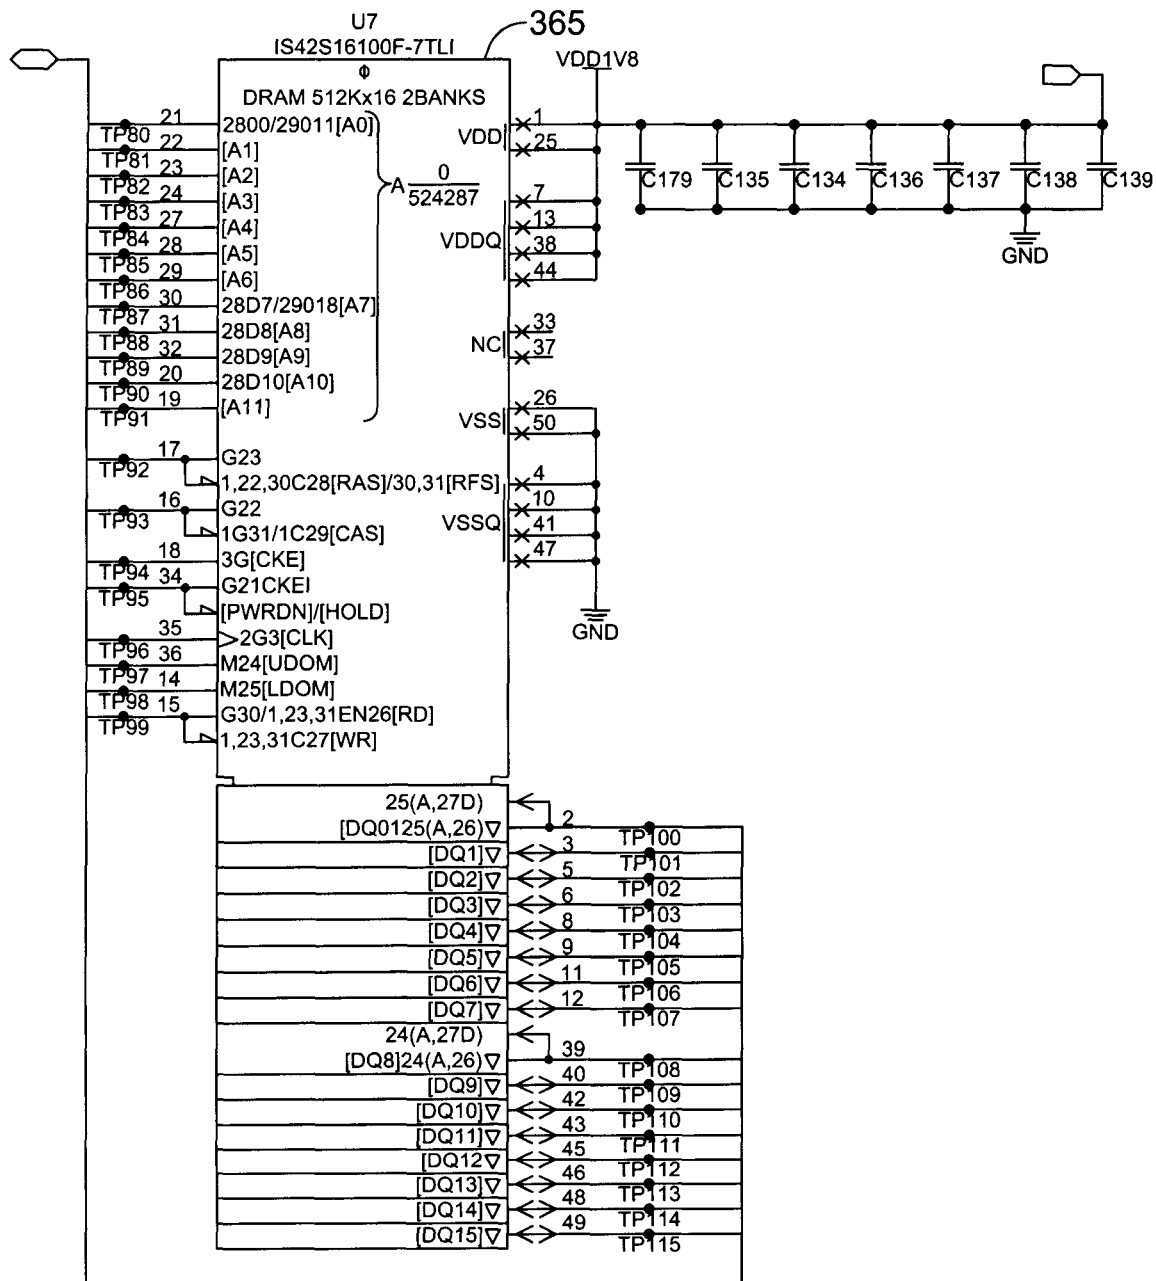 U7
365
IS42S16100F-7TLI
Φ
DRAM 512Kx16 2BANKS
VDD1V8
21 2800/29011[A0]
TP80
22 [A1]
TP81
23 [A2]
TP82
24 [A3]
TP83
27 [A4]
TP84
28 [A5]
TP85
29 [A6]
TP86
30 28D7/29018[A7]
TP87
31 28D8[A8]
TP88
32 28D9[A9]
TP89
20 28D10[A10]
TP90
19 [A11]
TP91
A 0
524287
17 G23
TP92
1,22,30C28[RAS]/30,31[RFS]
16 G22
TP93
1G31/1C29[CAS]
18 3G[CKE]
TP94
34 G21CKEI
TP95
[PWRDN]/[HOLD]
35 2G3[CLK]
TP96
36 M24[UDOM]
TP97
14 M25[LDOM]
TP98
15 G30/1,23,31EN26[RD]
TP99
1,23,31C27[WR]
VDD 1
25
VDDQ 7
13
38
44
NC 33
37
VSS 26
50
VSSQ 4
10
41
47
GND
C179 C135 C134 C136 C137 C138 C139
GND
25(A,27D)
[DQ0125(A,26) 2
TP100
[DQ1] 3
TP101
[DQ2] 5
TP102
[DQ3] 6
TP103
[DQ4] 8
TP104
[DQ5] 9
TP105
[DQ6] 11
TP106
[DQ7] 12
TP107
24(A,27D)
[DQ8]24(A,26) 39
TP108
[DQ9] 40
TP109
[DQ10] 42
TP110
[DQ11] 43
TP111
[DQ12 45
TP112
[DQ13] 46
TP113
[DQ14] 48
TP114
[DQ15] 49
TP115